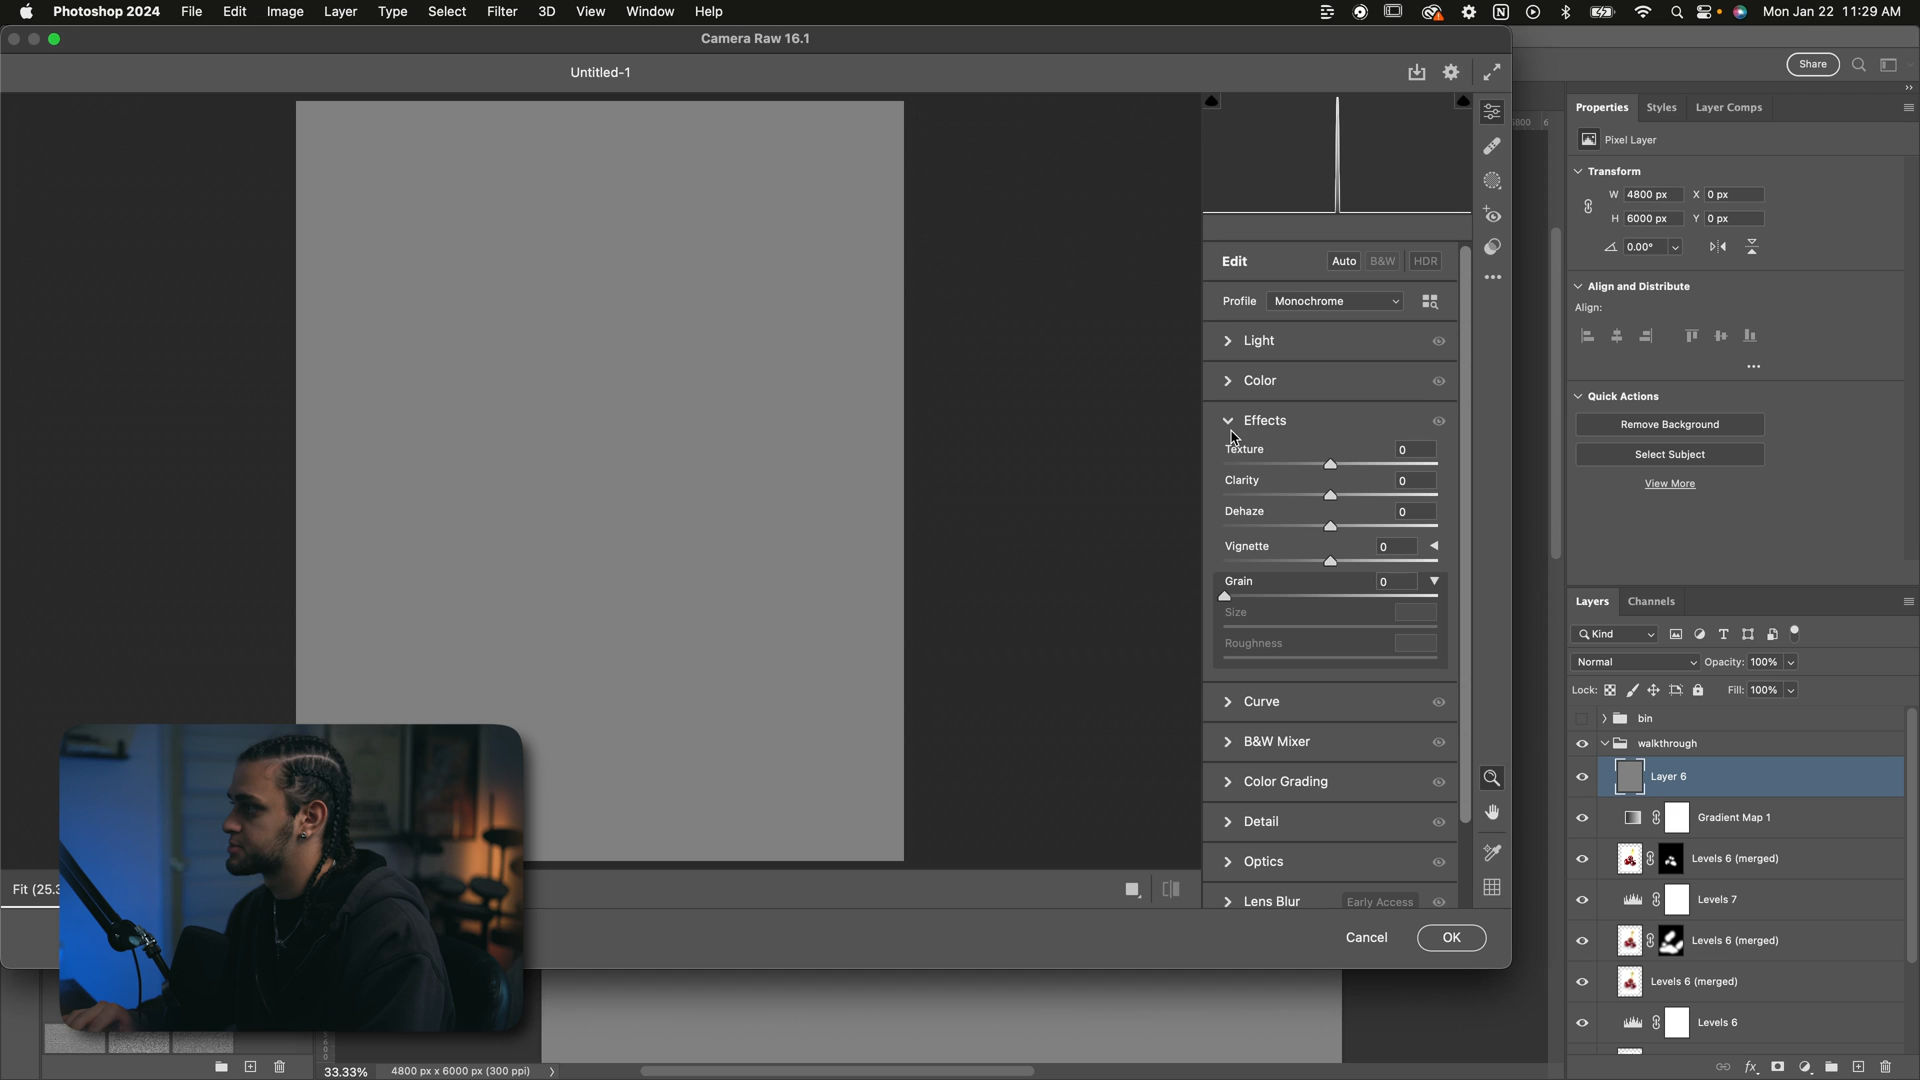 Photoshop 2024 File Edit Image Layer Type Select Filter 3D View Window Help Mon Jan 22 11:29 AM
Camera Raw 16.1
Untitled-1
Share
Properties Styles Layer Comps
5800 6
Pixel Layer
Transform
W 4800 px X 0 px
H 6000 px Y 0 px
0.00°
Edit Auto B&W HDR
Align and Distribute
Align:
Profile Monochrome
Light
Color
Quick Actions
Effects
Remove Background
Texture 0
Select Subject
Clarity 0
View More
Dehaze 0
Vignette 0
Grain 0
Size
Roughness
Layers Channels
Kind
Normal Opacity: 100%
Lock: Fill: 100%
Curve
bin
B&W Mixer
walkthrough
Color Grading
Layer 6
Detail
Gradient Map 1
Optics
Levels 6 (merged)
Fit (25.3
Lens Blur Early Access
Levels 7
Cancel OK
Levels 6 (merged)
Levels 6 (merged)
Levels 6
33.33% 4800 px x 6000 px (300 ppi)